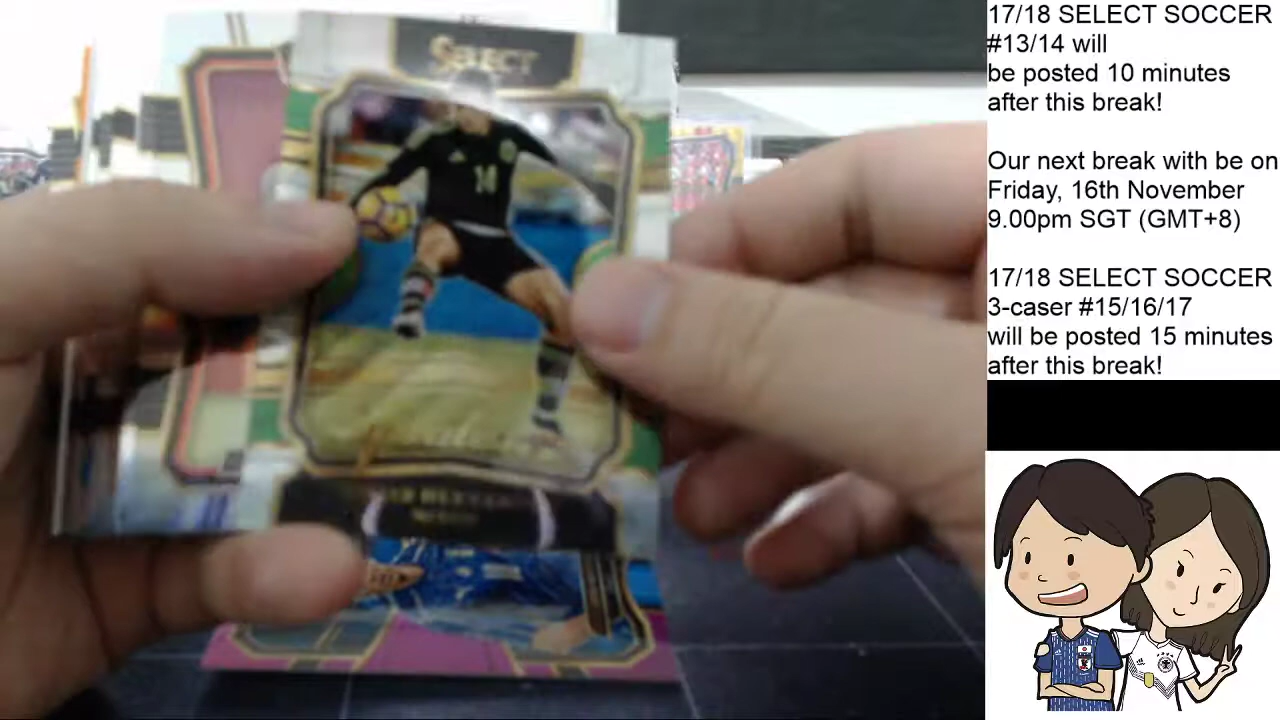 17/18 SELECT SOCCER
#13/14 will
be posted 10 minutes
after this break!
Our next break with be on
Friday, 16th November
9.00pm SGT (GMT+8)
17/18 SELECT SOCCER
3-caser #15/16/17
will be posted 15 minutes
after this break!
SELECT
14